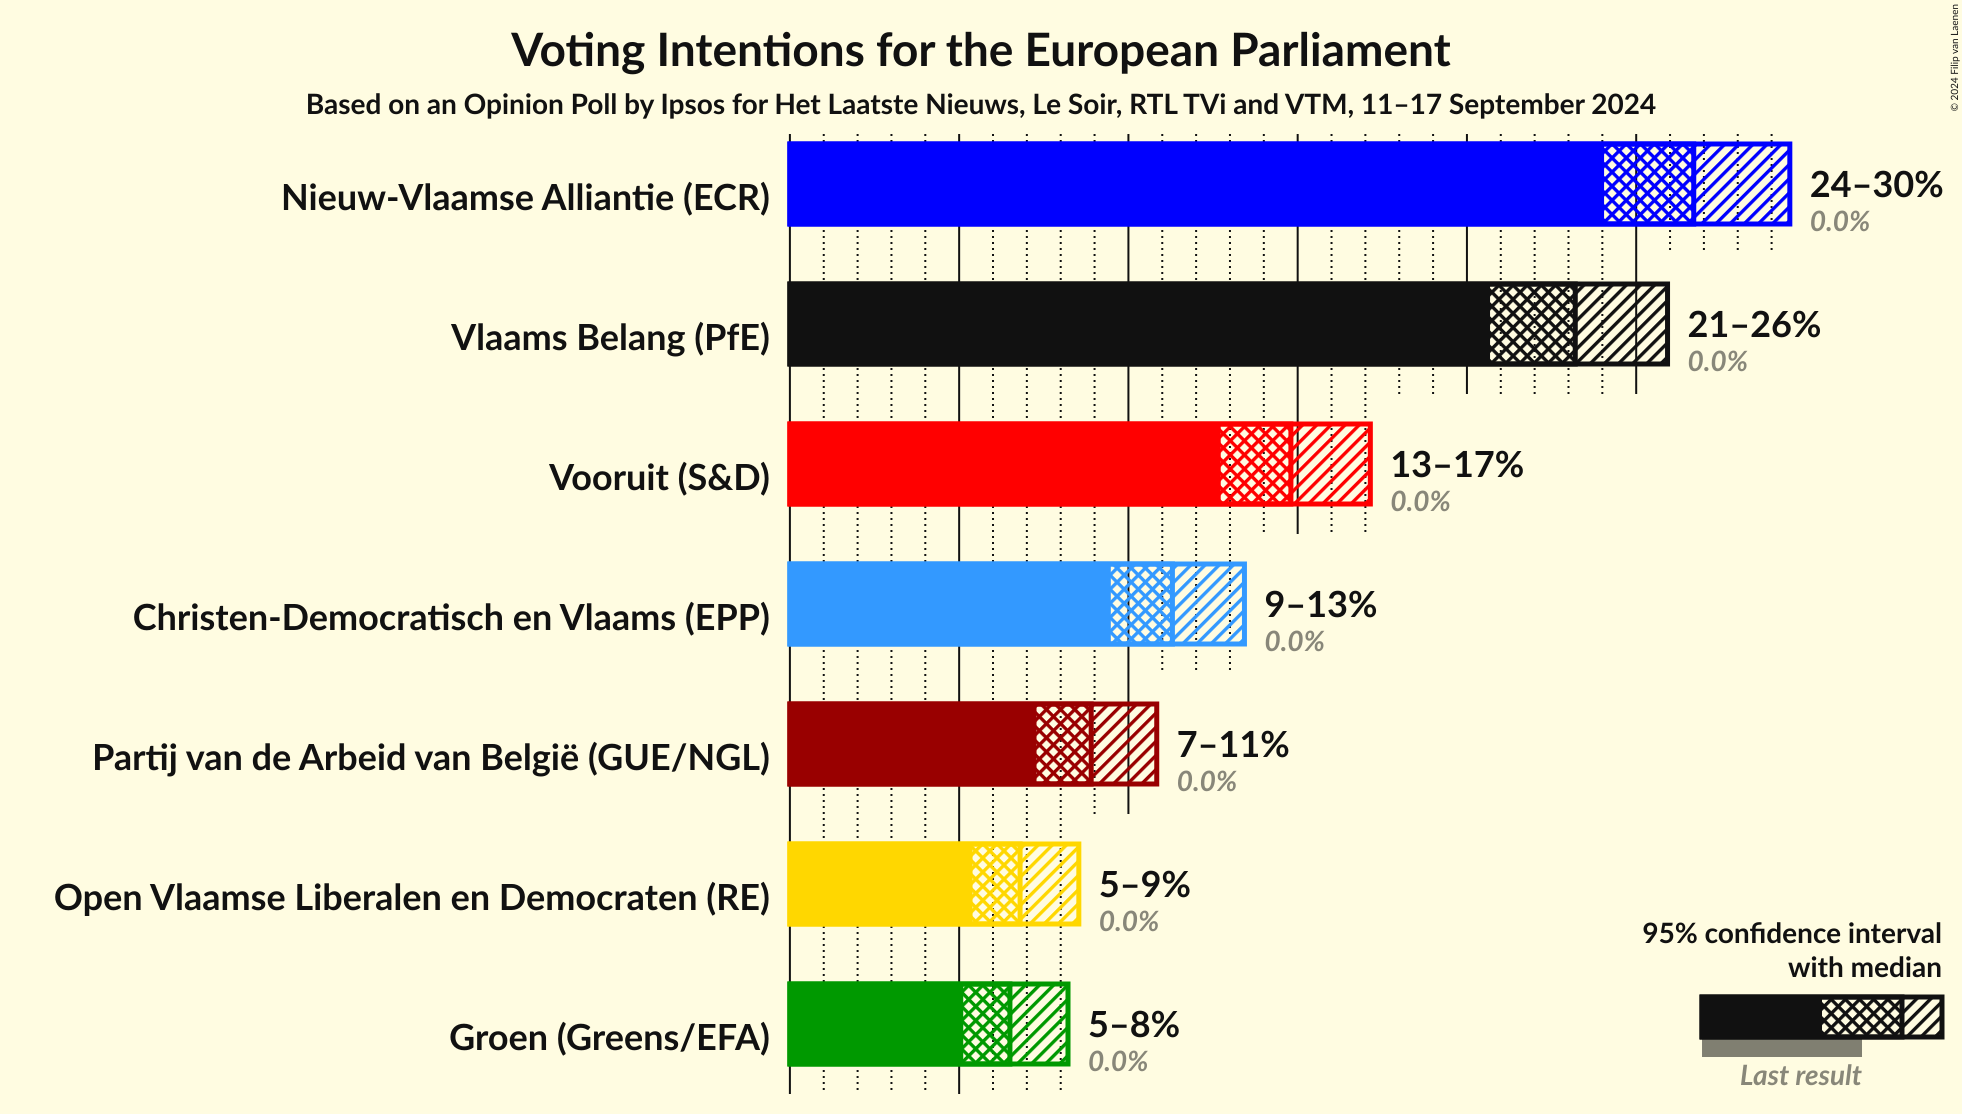 Voting Intentions for the European Parliament
Based on an Opinion Poll by Ipsos for Het Laatste Nieuws, Le Soir, RTL TVi and VTM, 11–17 September 2024
© 2024 Filip van Laenen
Nieuw-Vlaamse Alliantie (ECR)
24–30%
0.0%
Vlaams Belang (PfE)
21–26%
0.0%
Vooruit (S&D)
13–17%
0.0%
Christen-Democratisch en Vlaams (EPP)
9–13%
0.0%
Partij van de Arbeid van België (GUE/NGL)
7–11%
0.0%
Open Vlaamse Liberalen en Democraten (RE)
5–9%
0.0%
Groen (Greens/EFA)
5–8%
0.0%
95% confidence interval
with median
Last result